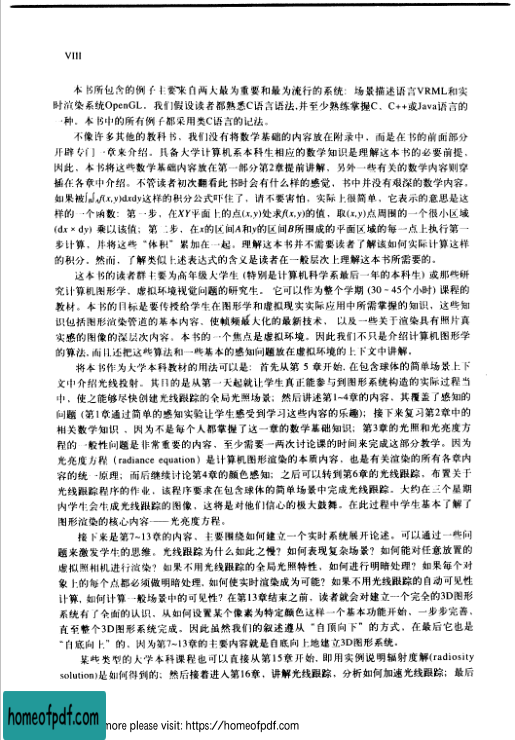 VIII
本书所包含的例子主要来自两大最为重要和最为流行的系统：场景描述语言VRML和实
时渲染系统OpenGL，我们假设读者都熟悉C语言语法，并至少熟练掌握C、C++或Java语言的
一种，本书中的所有例子都采用类C语言的记法。
不像许多其他的教科书，我们没有将数学基础的内容放在附录中，而是在书的前面部分
开辟专门一章来介绍。具备大学计算机系本科生相应的数学知识是理解本书的必要前提，
因此，本书将这些数学基础内容放在第一部分第2章提前讲解，另外一些有关的数学内容则穿
插在各章中介绍。不管读者初次翻看此书时会有什么样的感觉，书中并没有艰深的数学内容，
如果被∫∫f(x,y)dxdy这样的积分公式吓住了，请不要害怕，实际上很简单，它表示的意思是这
样的一个函数：第一步，在XY平面上的点(x,y)处求f(x,y)的值，取(x,y)点周围的一个很小区域
(dx × dy) 乘以该值；第二步，在x的区间A和y的区间B所围成的平面区域的每一点上执行第一
步计算，并将这些“体积”累加在一起。理解这本书并不需要读者了解该如何实际计算这样
的积分。然而，了解类似上述表达式的含义是读者在一般层次上理解这本书所需要的。
这本书的读者群主要为高年级大学生 (特别是计算机科学系最后一年的本科生) 或那些研
究计算机图形学、虚拟环境视觉问题的研究生。它可以作为整个学期 (30～45个小时) 课程的
教材。本书的目标是要传授给学生在图形学和虚拟现实实际应用中所需掌握的知识，这些知
识包括图形渲染管道的基本内容、使帧频最大化的最新技术， 以及一些关于渲染具有照片真
实感的图像的深层次内容。本书的一个焦点是虚拟环境。因此我们不只是介绍计算机图形学
的算法，而且还把这些算法和一些基本的感知问题放在虚拟环境的上下文中讲解。
将本书作为大学本科教材的用法可以是：首先从第 5 章开始，在包含球体的简单场景上下
文中介绍光线投射。其目的是从第一天起就让学生真正能参与到图形系统构造的实际过程当
中，使之能够尽快创建光线跟踪的全局光照场景；然后讲述第1~4章的内容，其覆盖了感知的
问题 (第1章通过简单的感知实验让学生感受到学习这些内容的乐趣)；接下来复习第2章中的
相关数学知识，因为不是每个人都掌握了这一章的数学基础知识；第3章的光照和光亮度方
程的一般性问题是非常重要的内容，至少需要一两次讨论课的时间来完成这部分教学。因为
光亮度方程 (radiance equation) 是计算机图形渲染的本质内容，也是有关渲染的所有各章内
容的统一原理；而后继续讨论第4章的颜色感知；之后可以转到第6章的光线跟踪、布置关于
光线跟踪程序的作业，该程序要求在包含球体的简单场景中完成光线跟踪。大约在三个星期
内学生会生成光线跟踪的图像，这将是对他们信心的极大鼓舞。在此过程中学生基本了解了
图形渲染的核心内容——光亮度方程。
接下来是第7~13章的内容，主要围绕如何建立一个实时系统展开论述。可以通过一些问
题来激发学生的思维。光线跟踪为什么如此之慢？如何表现复杂场景？如何能对任意放置的
虚拟照相机进行渲染？如果不用光线跟踪的全局光照特性，如何进行明暗处理？如果每个对
象上的每个点都必须做明暗处理，如何使实时渲染成为可能？如果不用光线跟踪的自动可见性
计算，如何计算一般场景中的可见性？在第13章结束之前，读者就会对建立一个完全的3D图形
系统有了全面的认识，从如何设置某个像素为特定颜色这样一个基本功能开始，一步步完善，
直至整个3D图形系统完成。因此虽然我们的叙述遵从“自顶向下”的方式，在最后它也是
“自底向上”的，因为第7~13章的主要内容就是自底向上地建立3D图形系统。
某些类型的大学本科课程也可以直接从第15章开始，即用实例说明辐射度解(radiosity
solution)是如何得到的；然后接着进入第16章，讲解光线跟踪，分析如何加速光线跟踪；最后
homeofpdf.com
more please visit: https://homeofpdf.com